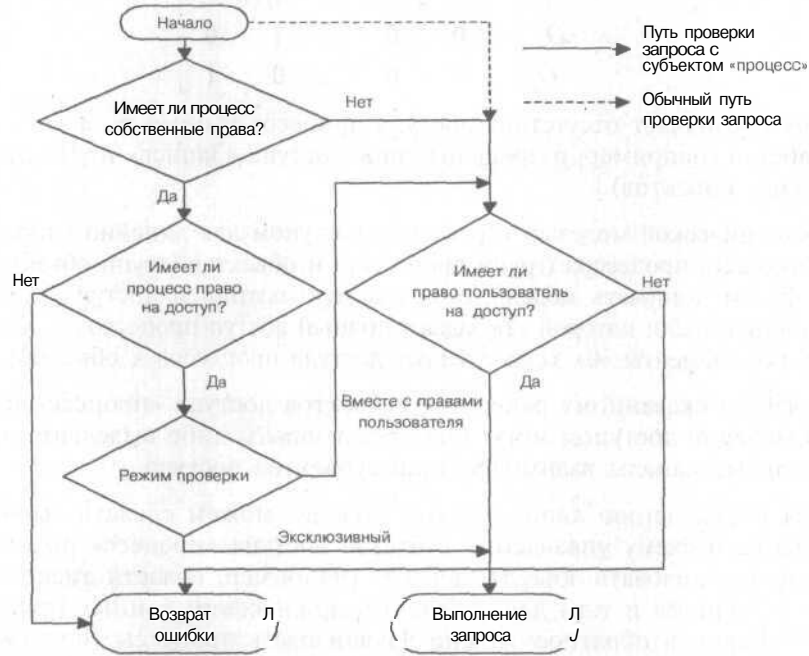 Начало
Путь проверки
запроса с
субъектом «процесс»
Обычный путь
проверки запроса
Имеет ли процесс
собственные права?
Нет
Да
Имеет ли
процесс право
на доступ?
Нет
Имеет ли
право пользователь
на доступ?
Нет
Да
Да
Вместе с правами
пользователя
Режим проверки
Эксклюзивный
Возврат
ошибки
Выполнение
запроса